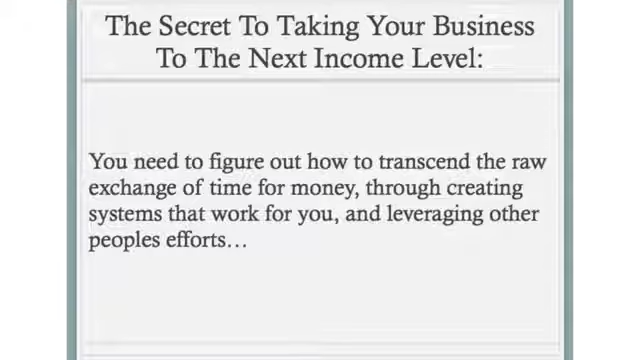 The Secret To Taking Your Business
To The Next Income Level:
You need to figure out how to transcend the raw
exchange of time for money, through creating
systems that work for you, and leveraging other
peoples efforts…